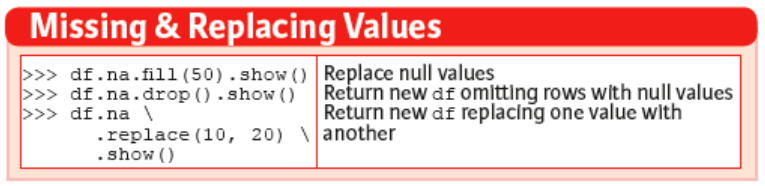 Missing & Replacing Values
>>> df.na.fill(50).show() Replace null values
>>> df.na.drop().show() Return new df omitting rows with null values
>>> df.na \ Return new df replacing one value with
.replace(10, 20) \ another
.show()